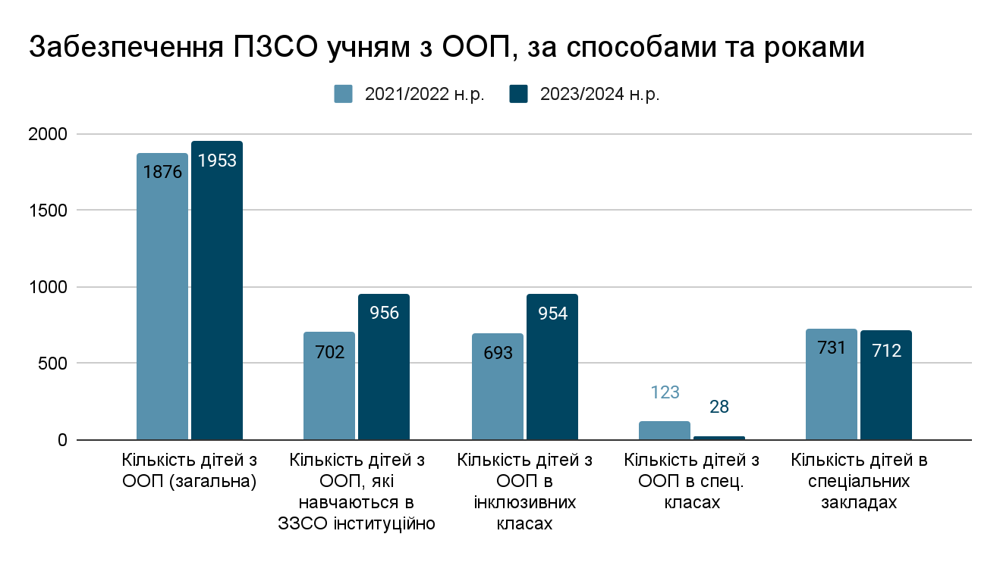 Забезпечення ПЗСО учням з ООП, за способами та роками
2021/2022 н.р.
2023/2024 н.р.
2000
1500
1000
500
0
1876
1953
702
956
693
954
123
28
731
712
Кількість дітей з
ООП (загальна)
Кількість дітей з
ООП, які
навчаються в
ЗЗСО інституційно
Кількість дітей з
ООП в
інклюзивних
класах
Кількість дітей з
ООП в спец.
класах
Кількість дітей в
спеціальних
закладах